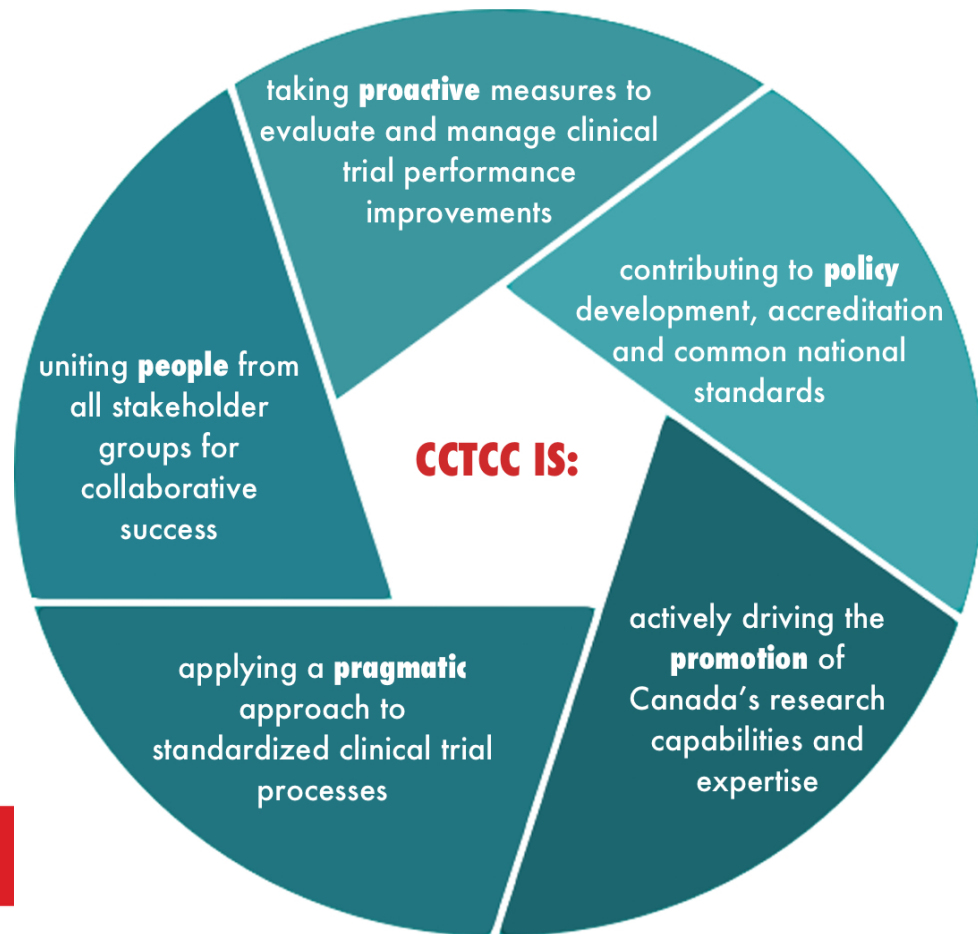 taking proactive measures to
evaluate and manage clinical
trial performance
improvements
contributing to policy
development, accreditation
and common national
standards
uniting people from
all stakeholder
groups for
collaborative
success
CCTCC IS:
actively driving the
promotion of
Canada's research
capabilities and
expertise
applying a pragmatic
approach to
standardized clinical trial
processes